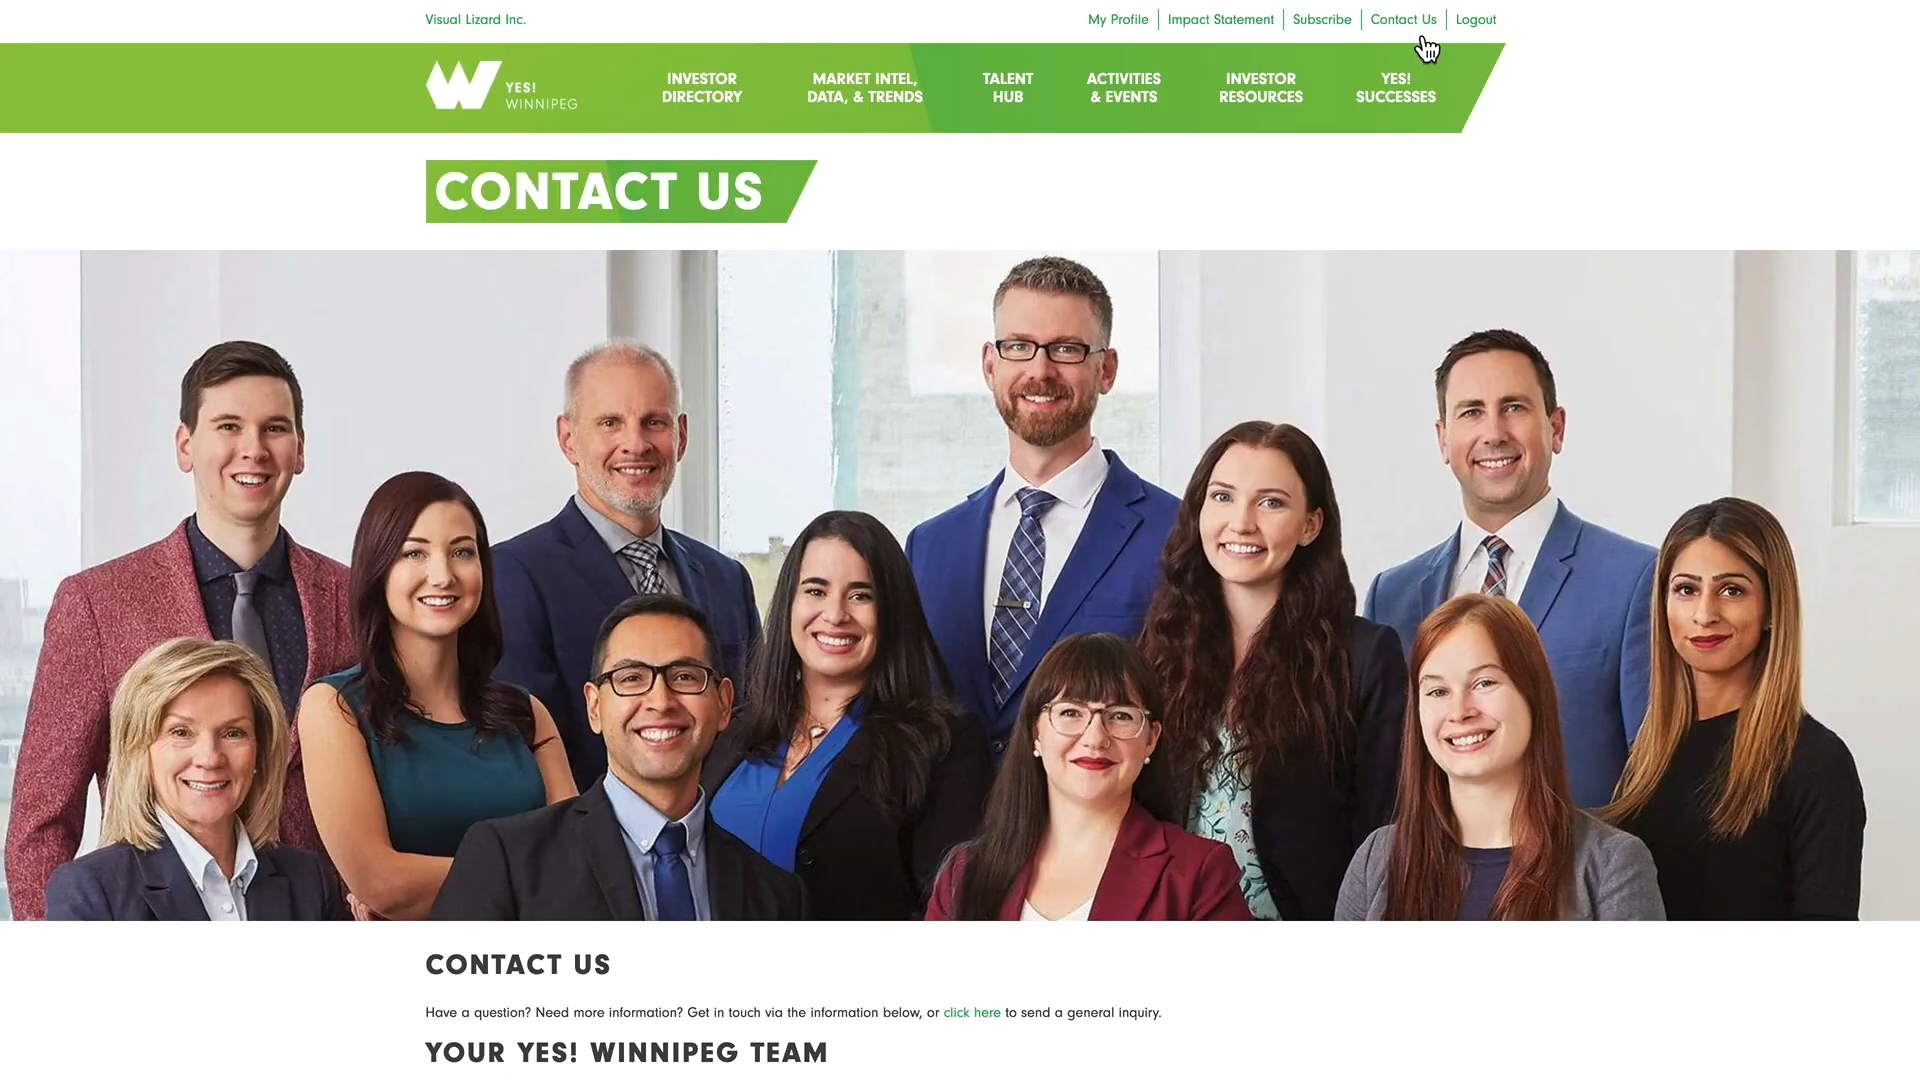 Visual Lizard Inc.
My Profile
Impact Statement
Subscribe
Contact Us
Logout
YES!
WINNIPEG
INVESTOR
DIRECTORY
MARKET INTEL,
DATA, & TRENDS
TALENT
HUB
ACTIVITIES
& EVENTS
INVESTOR
RESOURCES
YES!
SUCCESSES
CONTACT US
CONTACT US
Have a question? Need more information? Get in touch via the information below, or click here to send a general inquiry.
YOUR YES! WINNIPEG TEAM